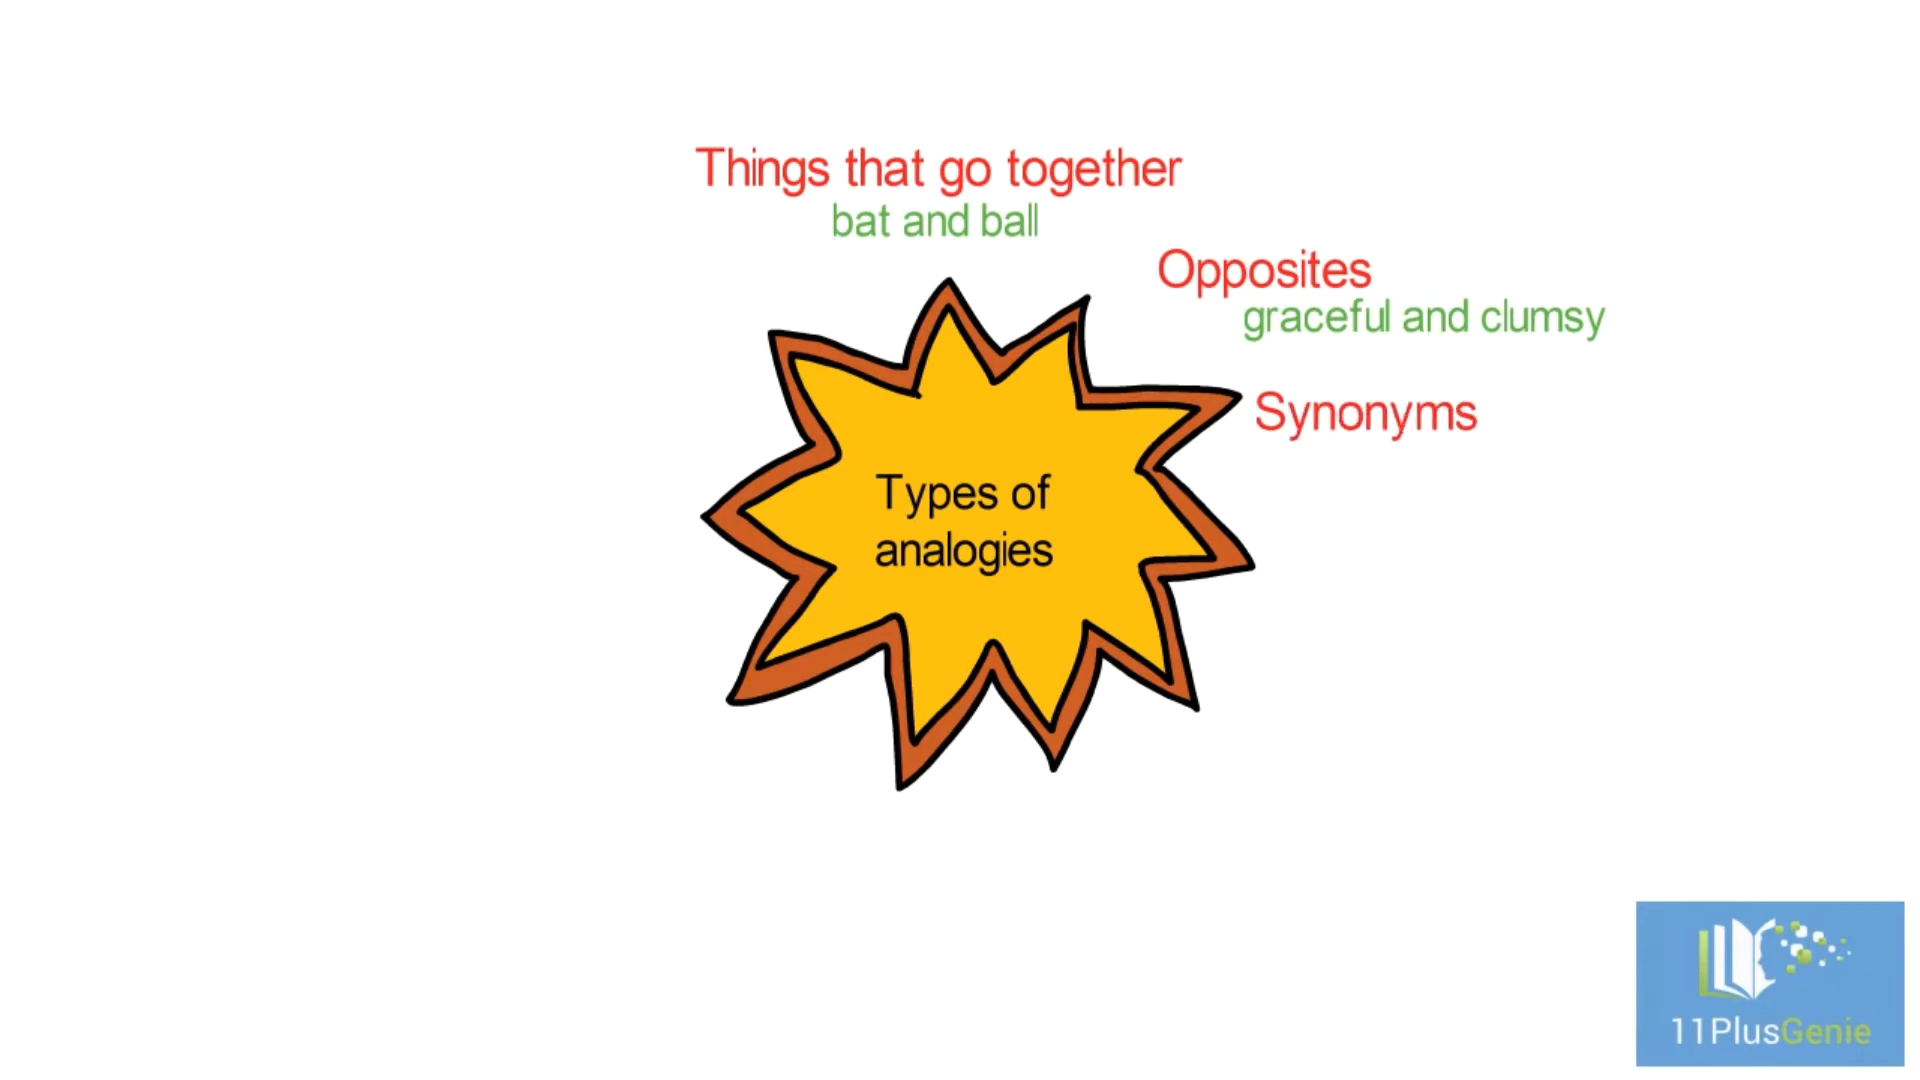 Things that go together
bat and ball
Opposites
graceful and clumsy
Synonyms
Types of
analogies
11PlusGenie